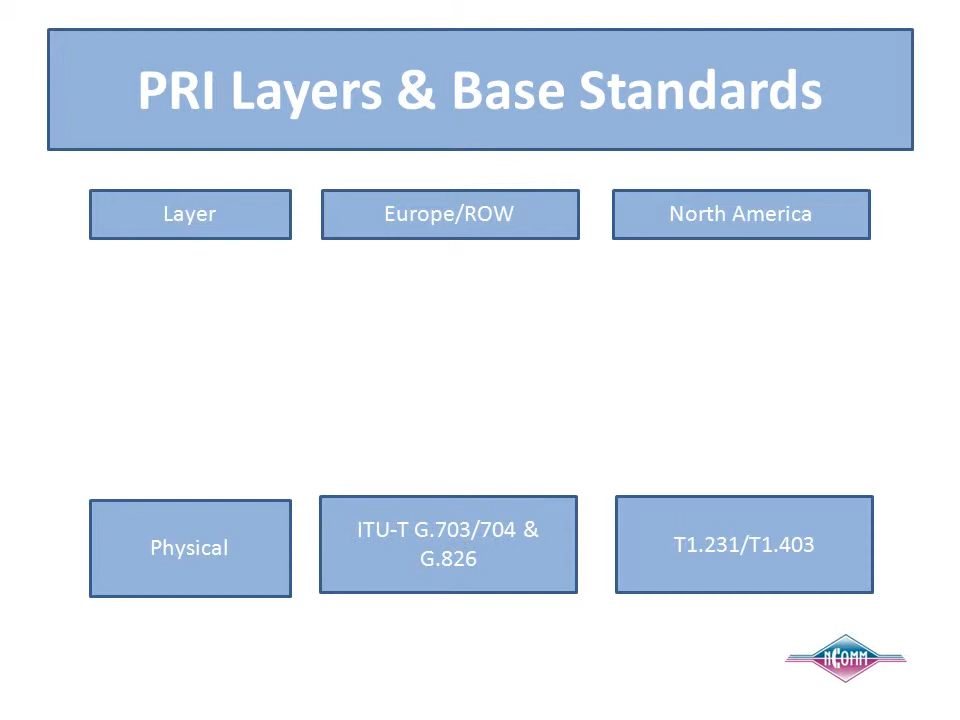 PRI Layers & Base Standards
Layer
Europe/ROW
North America
Physical
ITU-T G.703/704 &
G.826
T1.231/T1.403
NCOMM